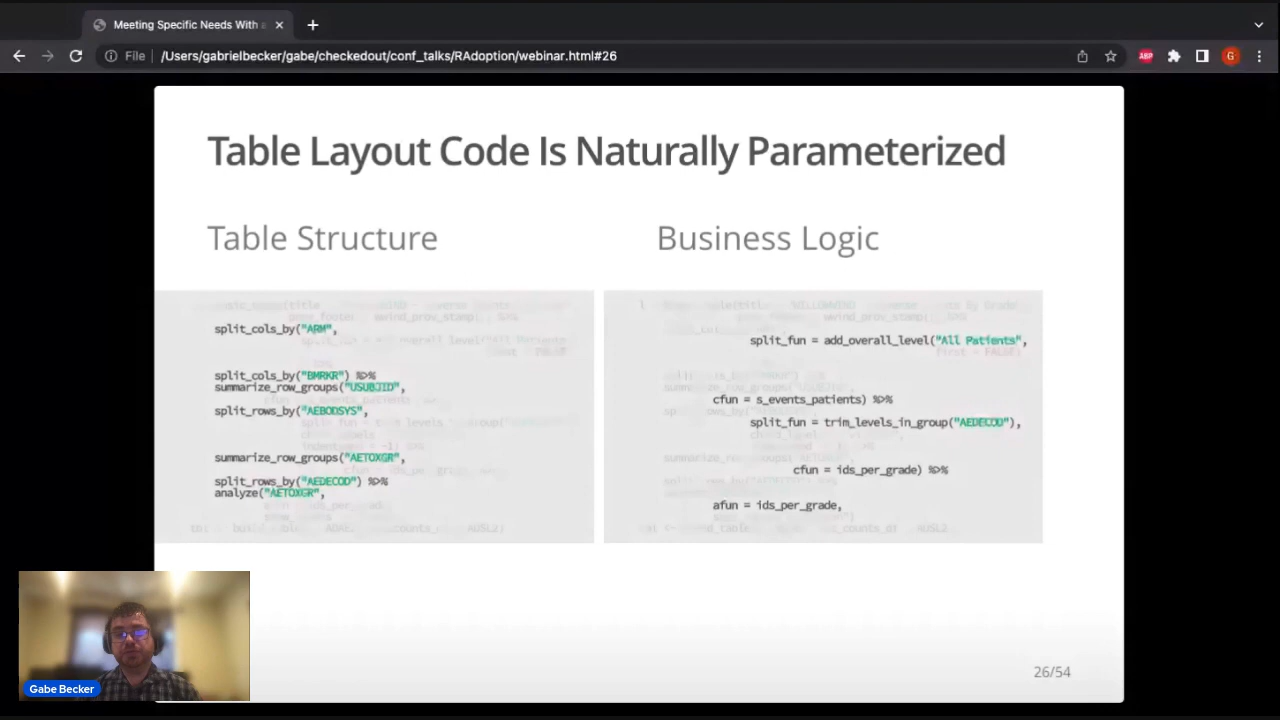 Meeting Specific Needs With
File
/Users/gabrielbecker/gabe/checkedout/conf_talks/RAdoption/webinar.html#26
ABP
G
Table Layout Code Is Naturally Parameterized
Table Structure
Business Logic
split_cols_by("ARM",
split_cols_by("BMRKR") %>%
summarize_row_groups("USUBJID",
split_rows_by("AEBODSYS",
summarize_row_groups("AETOXGR",
split_rows_by("AEDECOD") %>%
analyze("AETOXGR",
split_fun = add_overall_level("All Patients",
cfun = s_events_patients) %>%
split_fun = trim_levels_in_group("AEDECOD"),
cfun = ids_per_grade) %>%
afun = ids_per_grade,
26/54
Gabe Becker